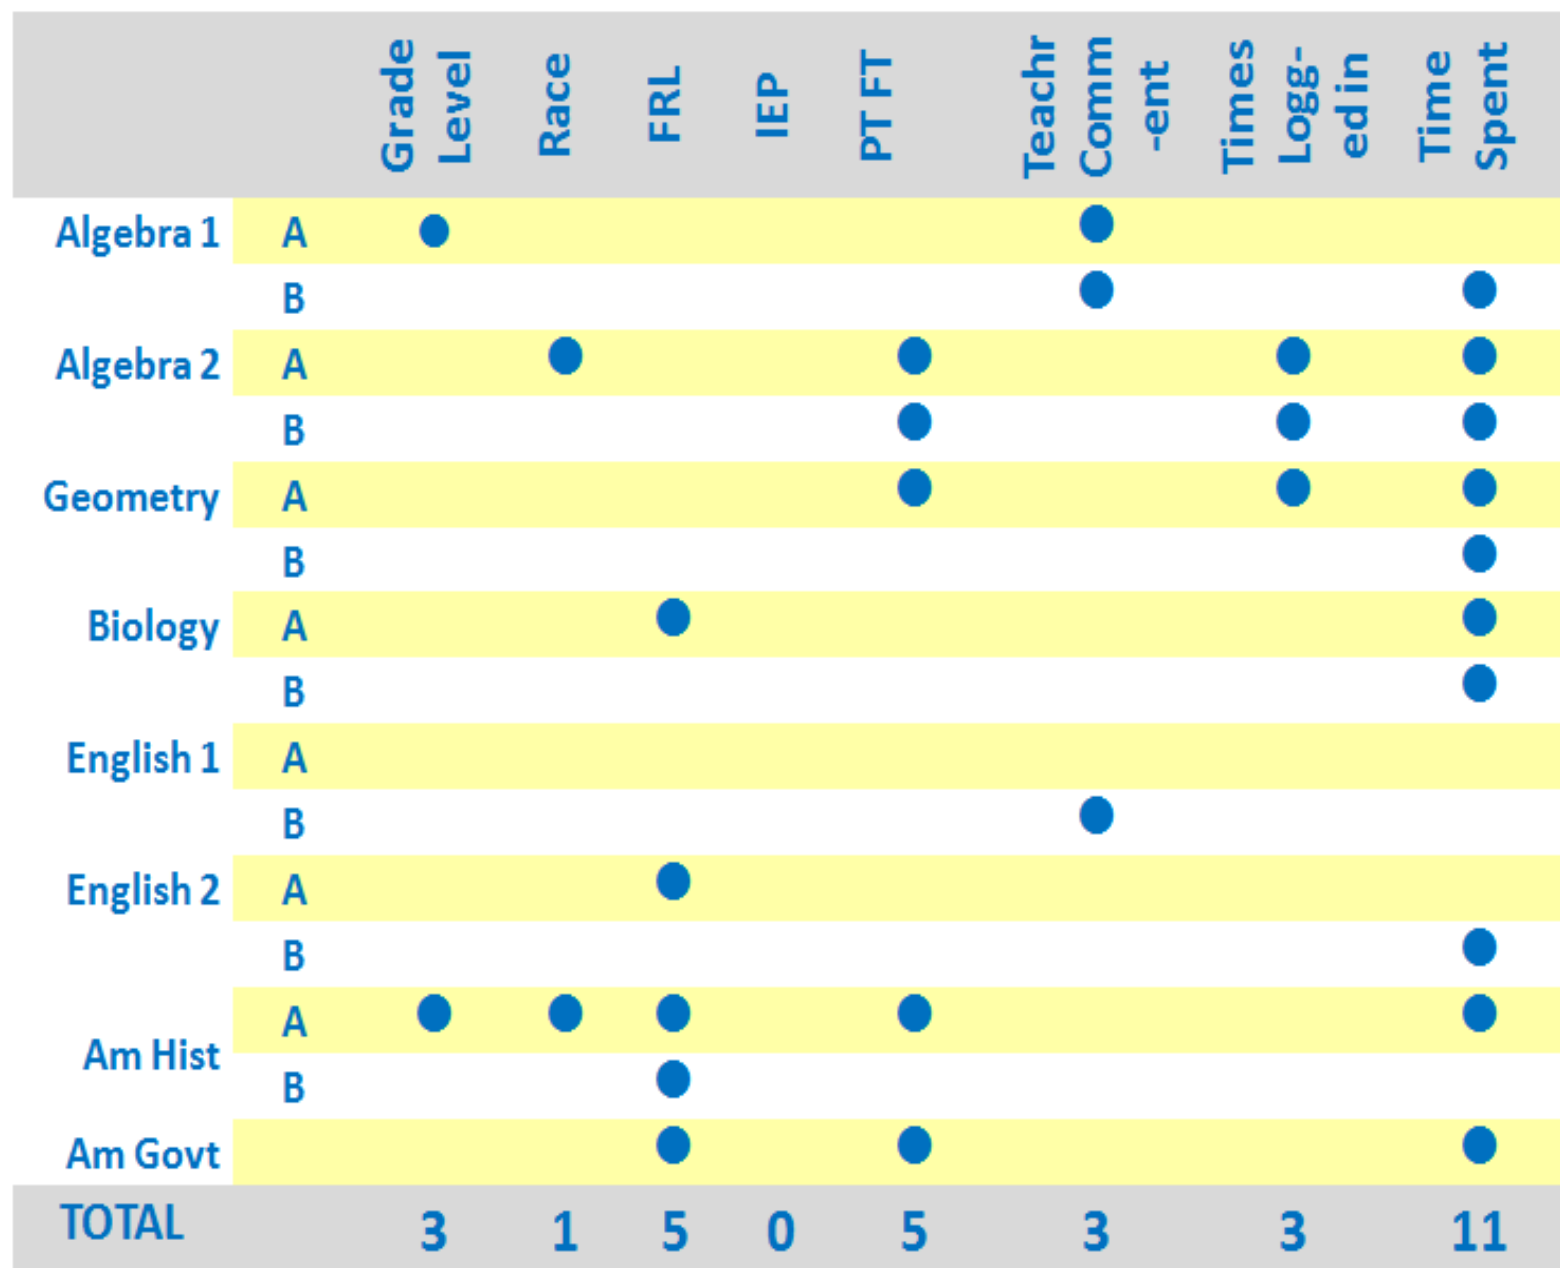 Grade Level
Race
FRL
IEP
PT FT
Teachr Comm -ent
Times Logg- ed in
Time Spent
Algebra 1 A
B
Algebra 2 A
B
Geometry A
B
Biology A
B
English 1 A
B
English 2 A
B
Am Hist A
B
Am Govt
TOTAL 3 1 5 0 5 3 3 11